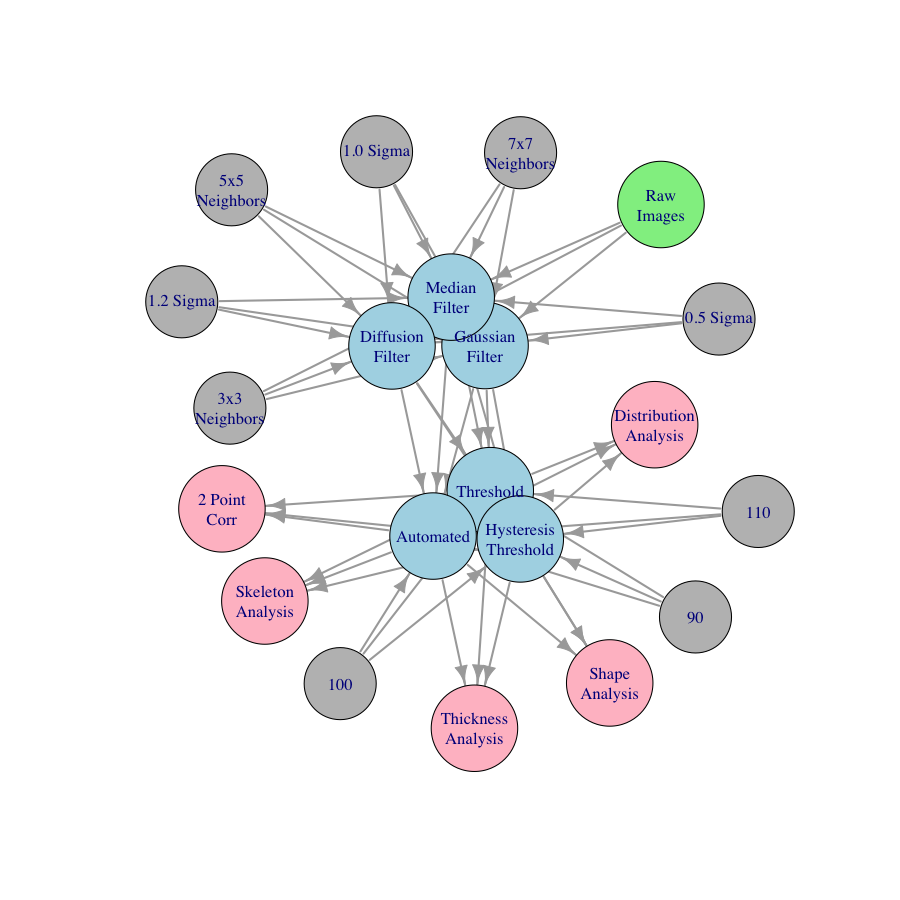 1.0 Sigma
7x7
Neighbors
5x5
Neighbors
Raw
Images
Median
Filter
1.2 Sigma
0.5 Sigma
Diffusion
Filter
Gaussian
Filter
3x3
Neighbors
Distribution
Analysis
Threshold
2 Point
Corr
110
Automated
Hysteresis
Threshold
Skeleton
Analysis
90
100
Shape
Analysis
Thickness
Analysis